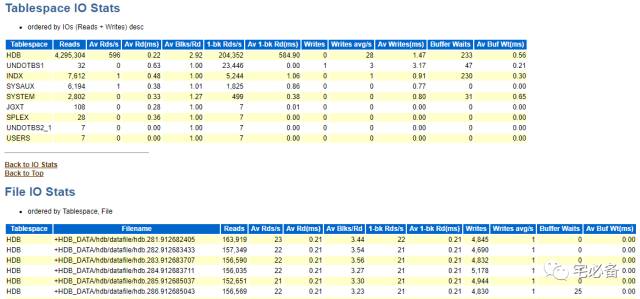 Tablespace IO Stats
• ordered by IOs (Reads + Writes) desc
Tablespace Reads Av Rds/s Av Rd(ms) Av Blks/Rd 1-bk Rds/s Av 1-bk Rd(ms) Writes Writes avg/s Av Writes(ms) Buffer Waits Av Buf Wt(ms)
HDB 4,295,304 596 0.22 2.92 204,352 584.90 0 28 1.47 233 0.56
UNDOTBS1 32 0 0.63 1.00 23,446 0.00 1 3 3.17 47 0.21
INDX 7,612 1 0.48 1.00 5,244 1.06 0 1 0.91 230 0.30
SYSAUX 6,194 1 0.38 1.01 1,825 0.86 0 0 0.77 0 0.00
SYSTEM 2,802 0 0.33 1.27 499 0.38 0 0 0.80 31 0.65
JGXT 108 0 0.28 1.00 7 0.01 0 0 0.00 0 0.00
SPLEX 28 0 0.36 1.00 7 0.00 0 0 0.00 0 0.00
UNDOTBS2_1 7 0 0.00 1.00 7 0.00 0 0 0.00 0 0.00
USERS 7 0 0.00 1.00 7 0.00 0 0 0.00 0 0.00
Back to IO Stats
Back to Top
File IO Stats
• ordered by Tablespace, File
Tablespace Filename Reads Av Rds/s Av Rd(ms) Av Blks/Rd 1-bk Rds/s Av 1-bk Rd(ms) Writes Writes avg/s Buffer Waits Av Buf Wt(ms)
HDB +HDB_DATA/hdb/datafile/hdb.281.912682405 163,919 23 0.21 3.44 22 0.21 4,845 1 0 0.00
HDB +HDB_DATA/hdb/datafile/hdb.282.912683433 157,349 22 0.21 3.54 21 0.21 4,690 1 0 0.00
HDB +HDB_DATA/hdb/datafile/hdb.283.912683707 156,590 22 0.21 3.56 21 0.21 4,832 1 0 0.00
HDB +HDB_DATA/hdb/datafile/hdb.284.912683711 156,035 22 0.21 3.27 21 0.21 5,178 1 0 0.00
HDB +HDB_DATA/hdb/datafile/hdb.285.912685039 152,651 21 0.21 3.30 21 0.21 4,944 1 0 0.00
HDB +HDB_DATA/hdb/datafile/hdb.286.912685043 156,569 22 0.21 3.23 21 0.21 4,830 1 25 0.00
宅必备